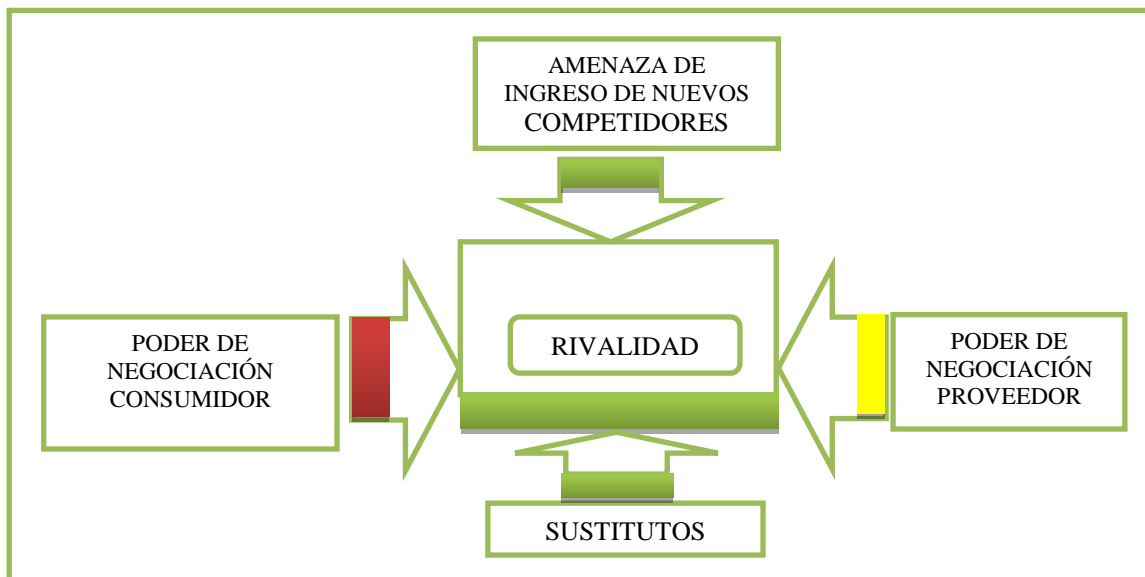 AMENAZA DE
INGRESO DE NUEVOS
COMPETIDORES
PODER DE
NEGOCIACIÓN
CONSUMIDOR
RIVALIDAD
PODER DE
NEGOCIACIÓN
PROVEEDOR
SUSTITUTOS